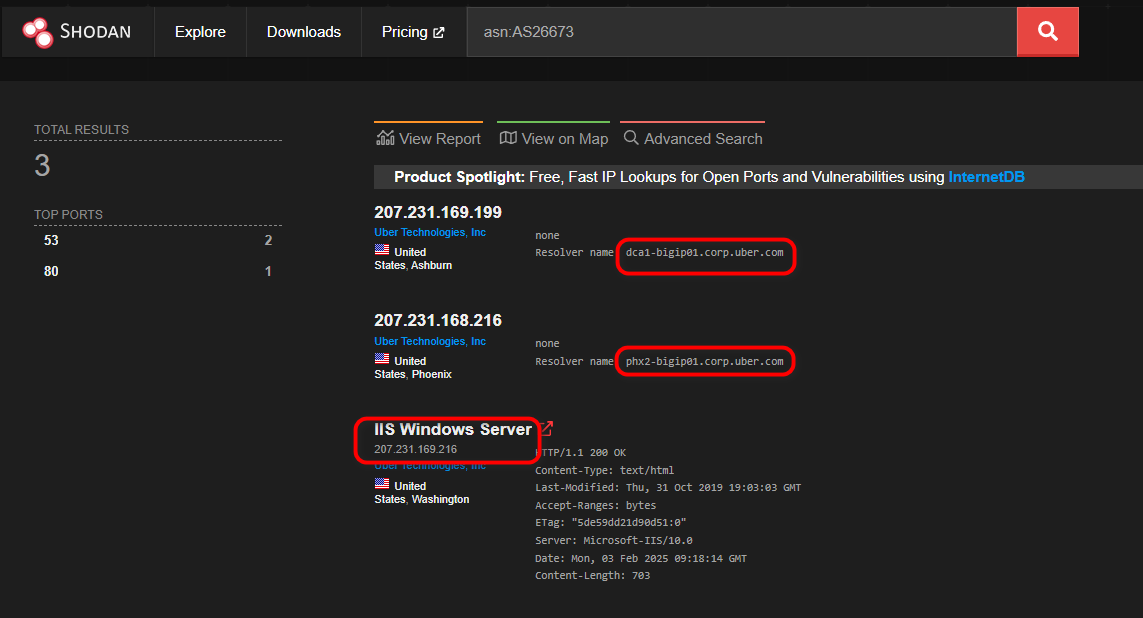 SHODAN
Explore
Downloads
Pricing
asn:AS26673
TOTAL RESULTS
3
TOP PORTS
53 2
80 1
View Report
View on Map
Advanced Search
Product Spotlight: Free, Fast IP Lookups for Open Ports and Vulnerabilities using InternetDB
207.231.169.199
Uber Technologies, Inc
United
States, Ashburn
none
Resolver name dca1-bigip01.corp.uber.com
207.231.168.216
Uber Technologies, Inc
United
States, Phoenix
none
Resolver name phx2-bigip01.corp.uber.com
IIS Windows Server
207.231.169.216
Uber Technologies, Inc
United
States, Washington
HTTP/1.1 200 OK
Content-Type: text/html
Last-Modified: Thu, 31 Oct 2019 19:03:03 GMT
Accept-Ranges: bytes
ETag: "5de59dd21d90d51:0"
Server: Microsoft-IIS/10.0
Date: Mon, 03 Feb 2025 09:18:14 GMT
Content-Length: 703